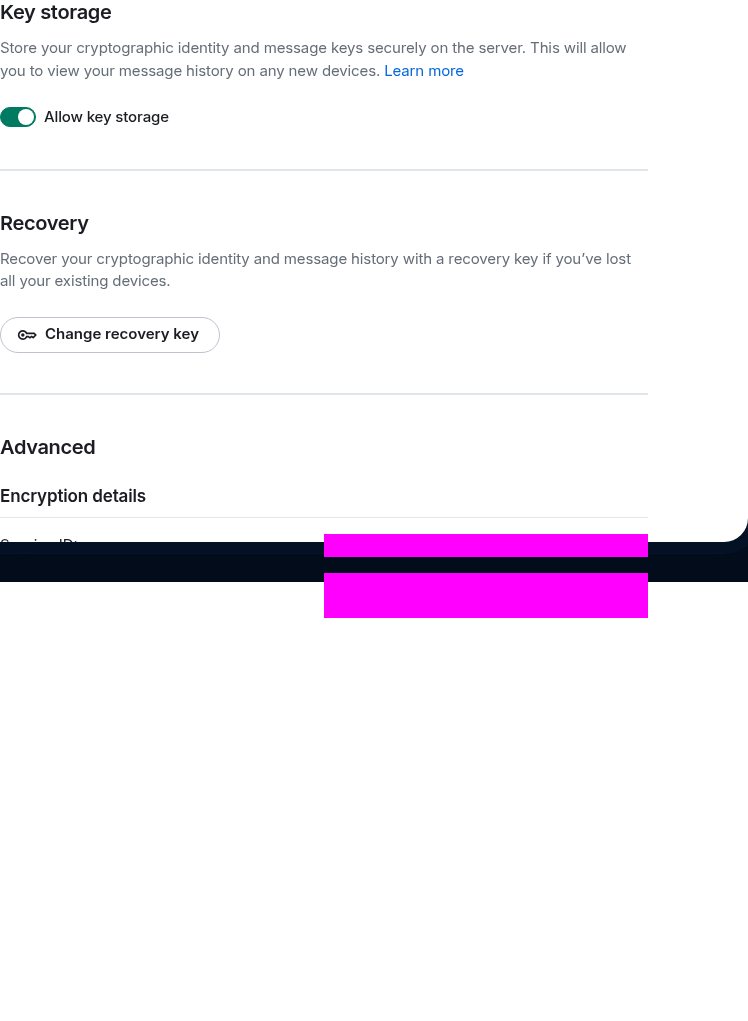 Key storage
Store your cryptographic identity and message keys securely on the server. This will allow
you to view your message history on any new devices. Learn more
Allow key storage
Recovery
Recover your cryptographic identity and message history with a recovery key if you’ve lost
all your existing devices.
Change recovery key
Advanced
Encryption details